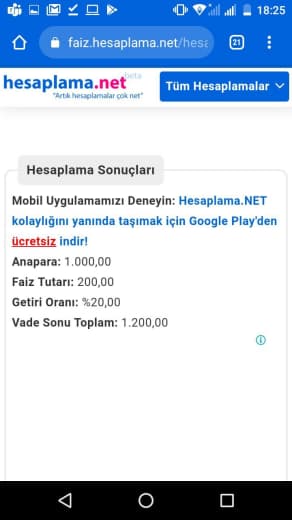 18:25
faiz.hesaplama.net/hesa
21
hesaplama.net beta
"Artık hesaplamalar çok net"
Tüm Hesaplamalar
Hesaplama Sonuçları
Mobil Uygulamamızı Deneyin: Hesaplama.NET
kolaylığını yanında taşımak için Google Play'den
ücretsiz indir!
Anapara: 1.000,00
Faiz Tutarı: 200,00
Getiri Oranı: %20,00
Vade Sonu Toplam: 1.200,00